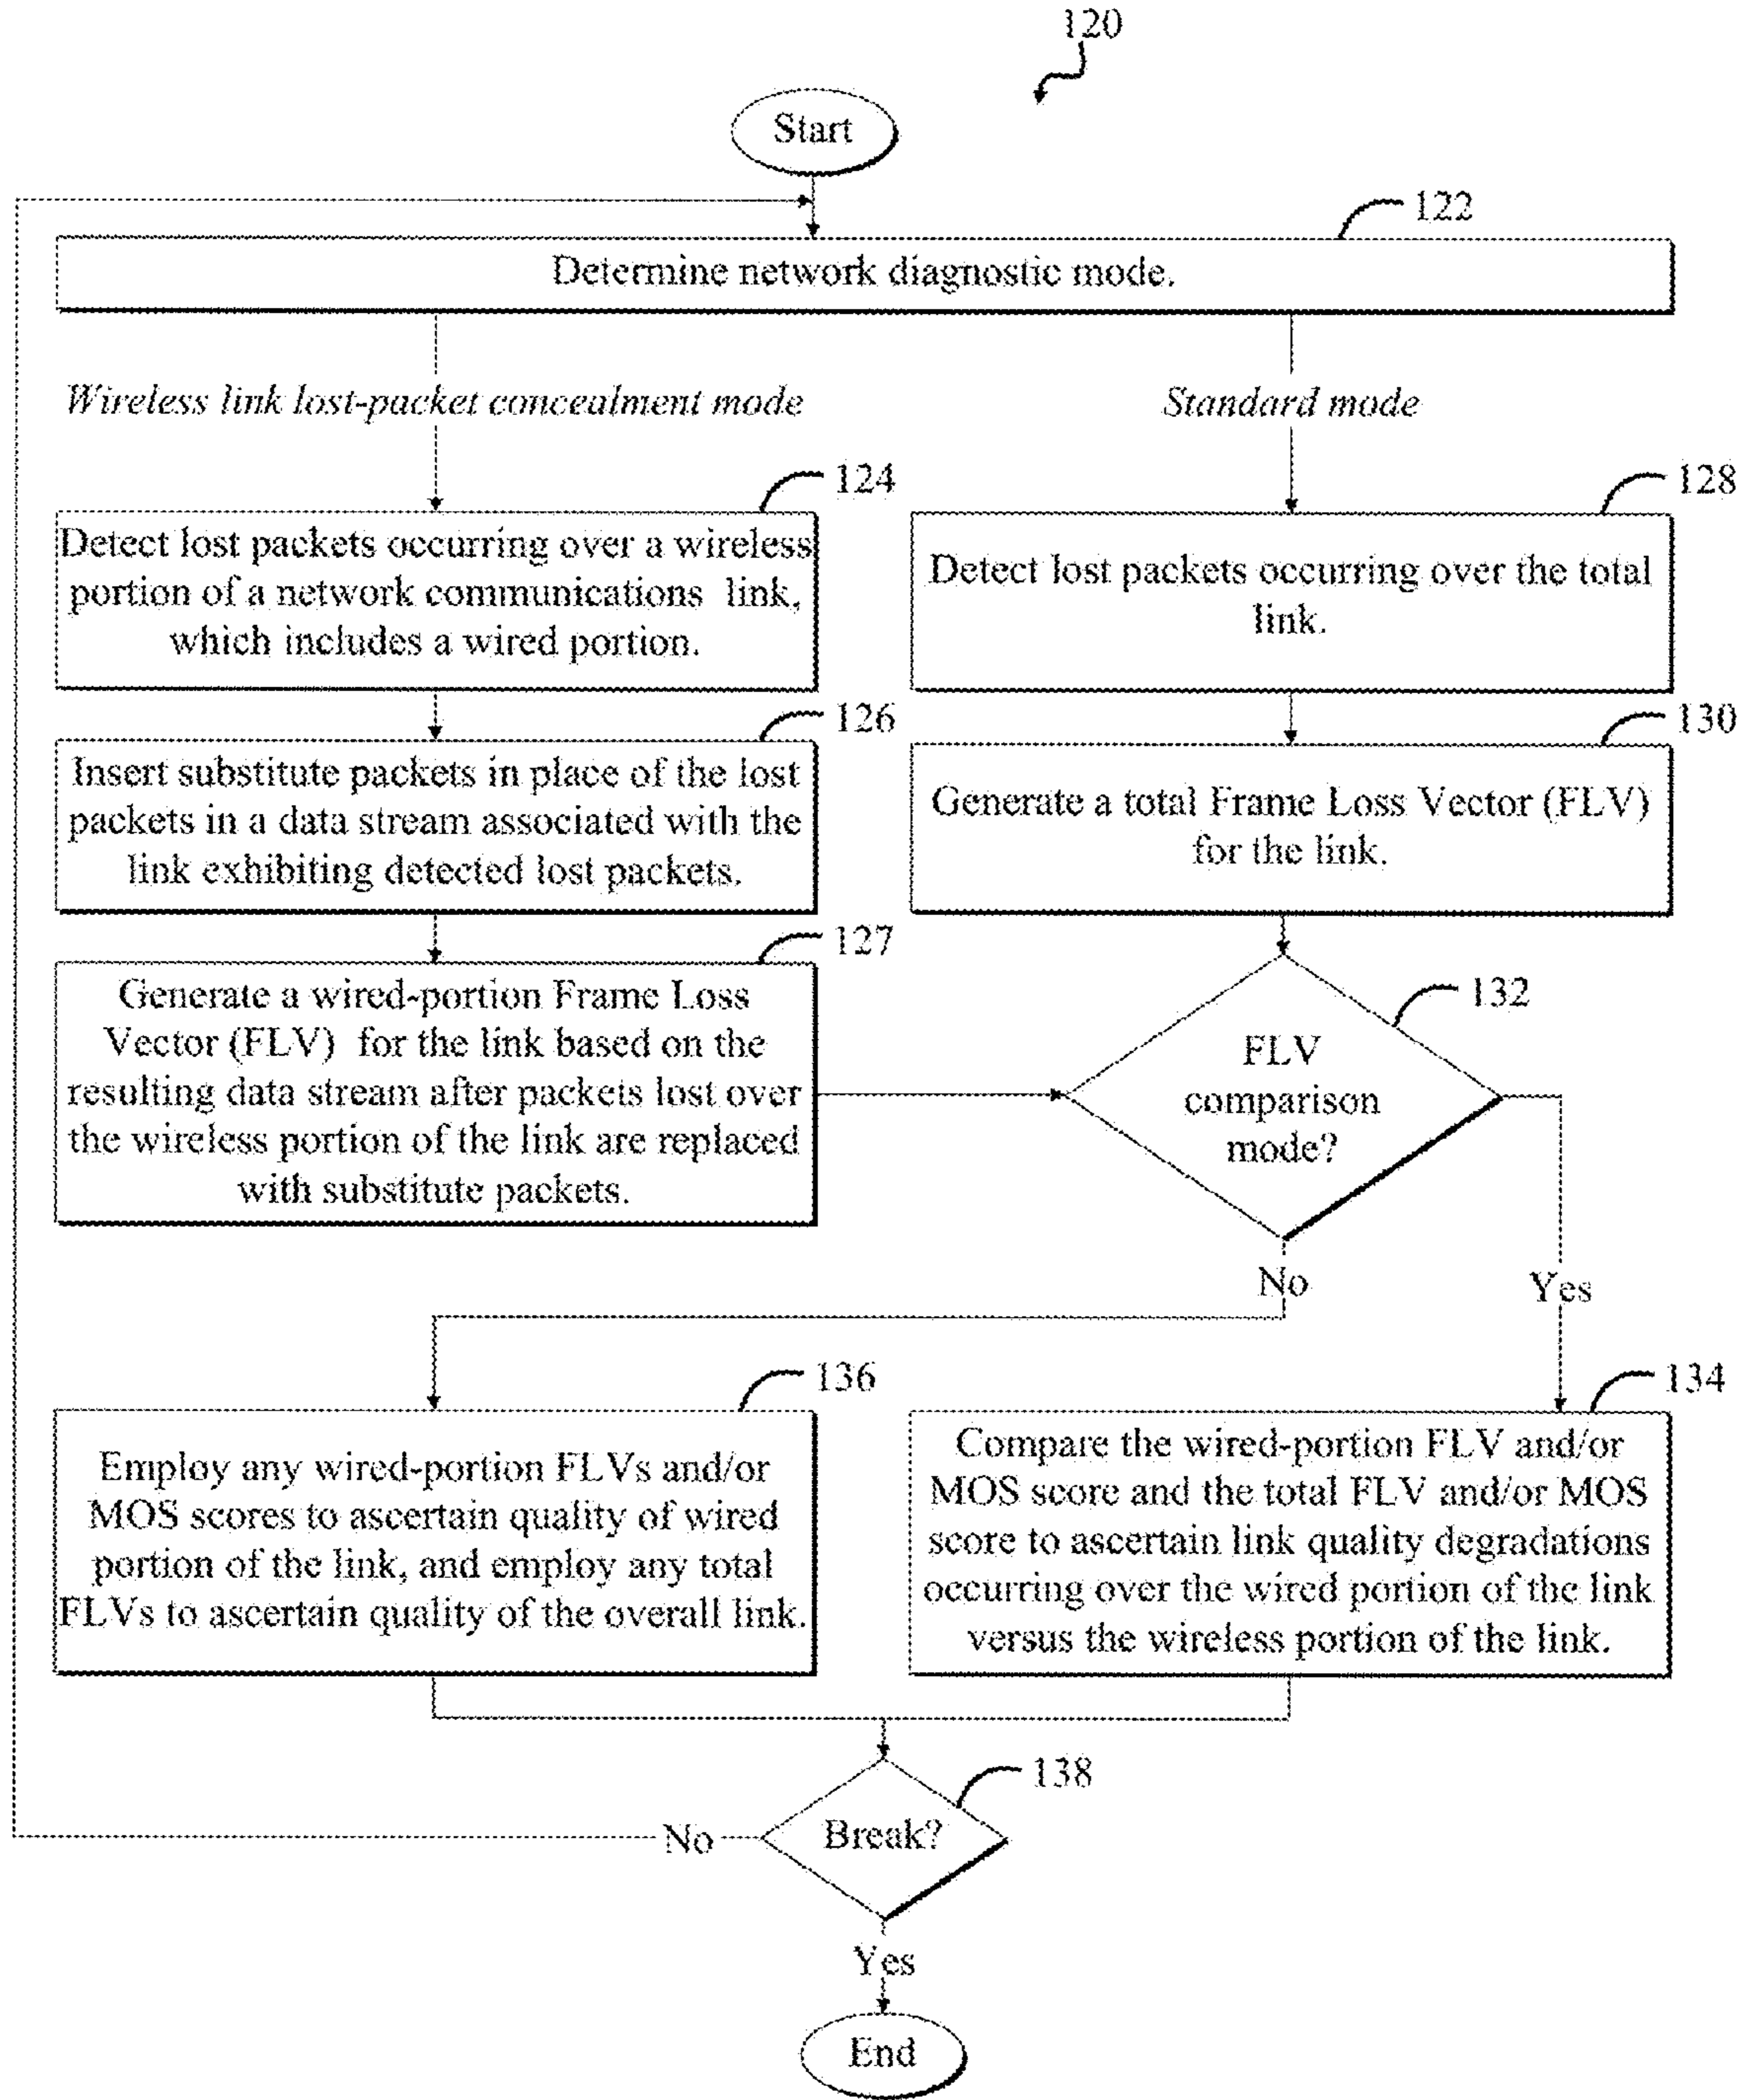 120
Start
122
Determine network diagnostic mode.
Wireless link lost-packet concealment mode
Standard mode
124
Detect lost packets occurring over a wireless
portion of a network communications link,
which includes a wired portion.
128
Detect lost packets occurring over the total
link.
126
Insert substitute packets in place of the lost
packets in a data stream associated with the
link exhibiting detected lost packets.
130
Generate a total Frame Loss Vector (FLV)
for the link.
127
Generate a wired-portion Frame Loss
Vector (FLV) for the link based on the
resulting data stream after packets lost over
the wireless portion of the link are replaced
with substitute packets.
132
FLV
comparison
mode?
No
Yes
136
Employ any wired-portion FLVs and/or
MOS scores to ascertain quality of wired
portion of the link, and employ any total
FLVs to ascertain quality of the overall link.
134
Compare the wired-portion FLV and/or
MOS score and the total FLV and/or MOS
score to ascertain link quality degradations
occurring over the wired portion of the link
versus the wireless portion of the link.
138
Break?
No
Yes
End